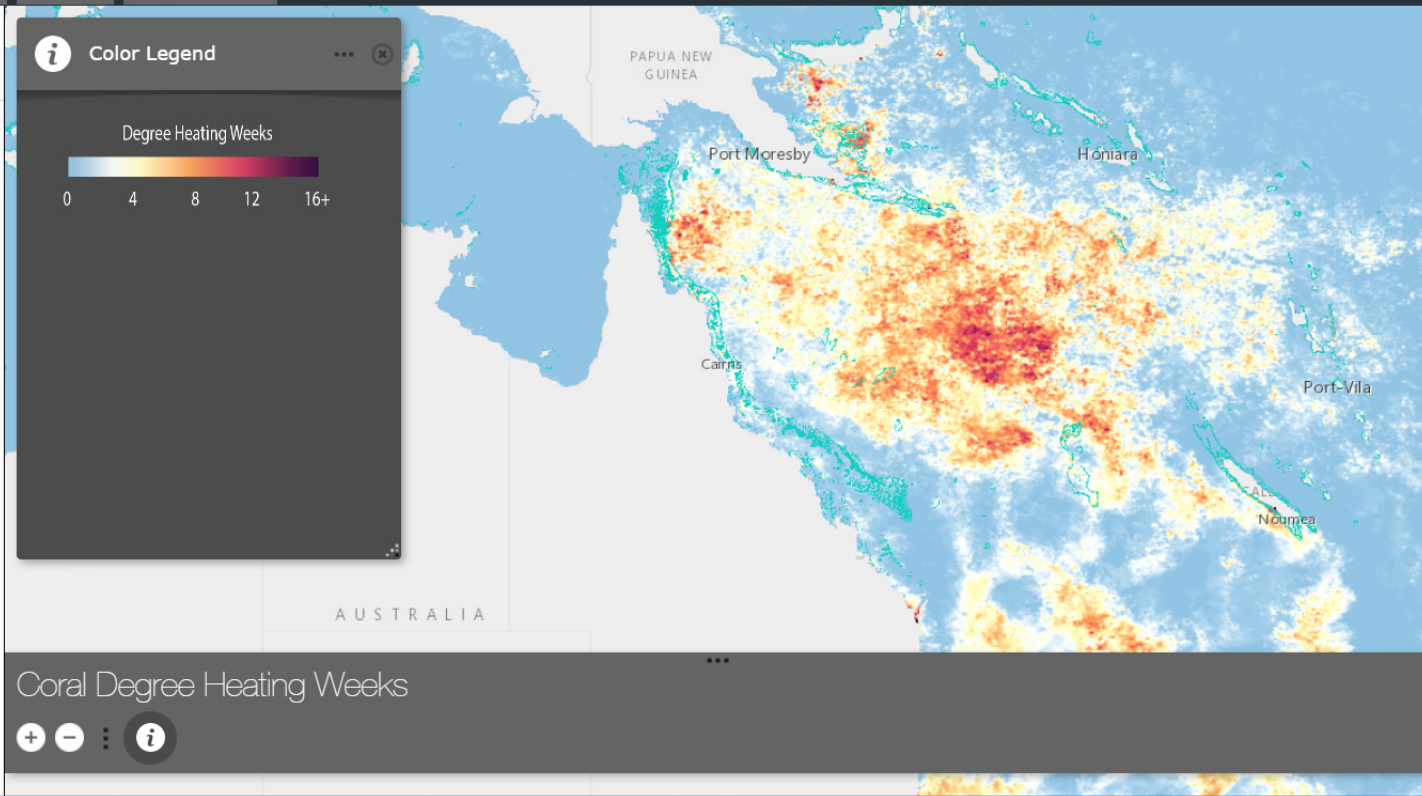 Color Legend
Degree Heating Weeks
0 4 8 12 16+
PAPUA NEW
GUINEA
Port Moresby
Honiara
Cairns
Port-Vila
Noumea
AUSTRALIA
Coral Degree Heating Weeks